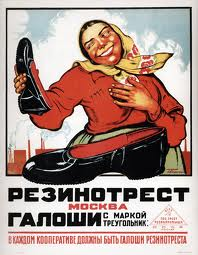 РЕЗИНОТРЕСТ
МОСКВА
ГАЛОШИ С МАРКОЙ
ТРЕУГОЛЬНИК:
В КАЖДОМ КООПЕРАТИВЕ ДОЛЖНЫ БЫТЬ ГАЛОШИ РЕЗИНОТРЕСТА